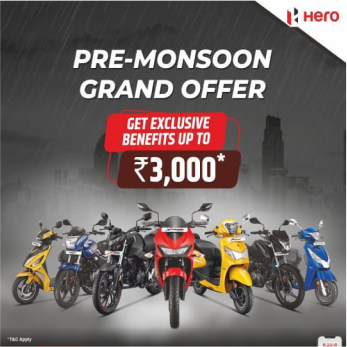 Hero
PRE-MONSOON
GRAND OFFER
GET EXCLUSIVE
BENEFITS UP TO
₹3,000*
*T&C Apply